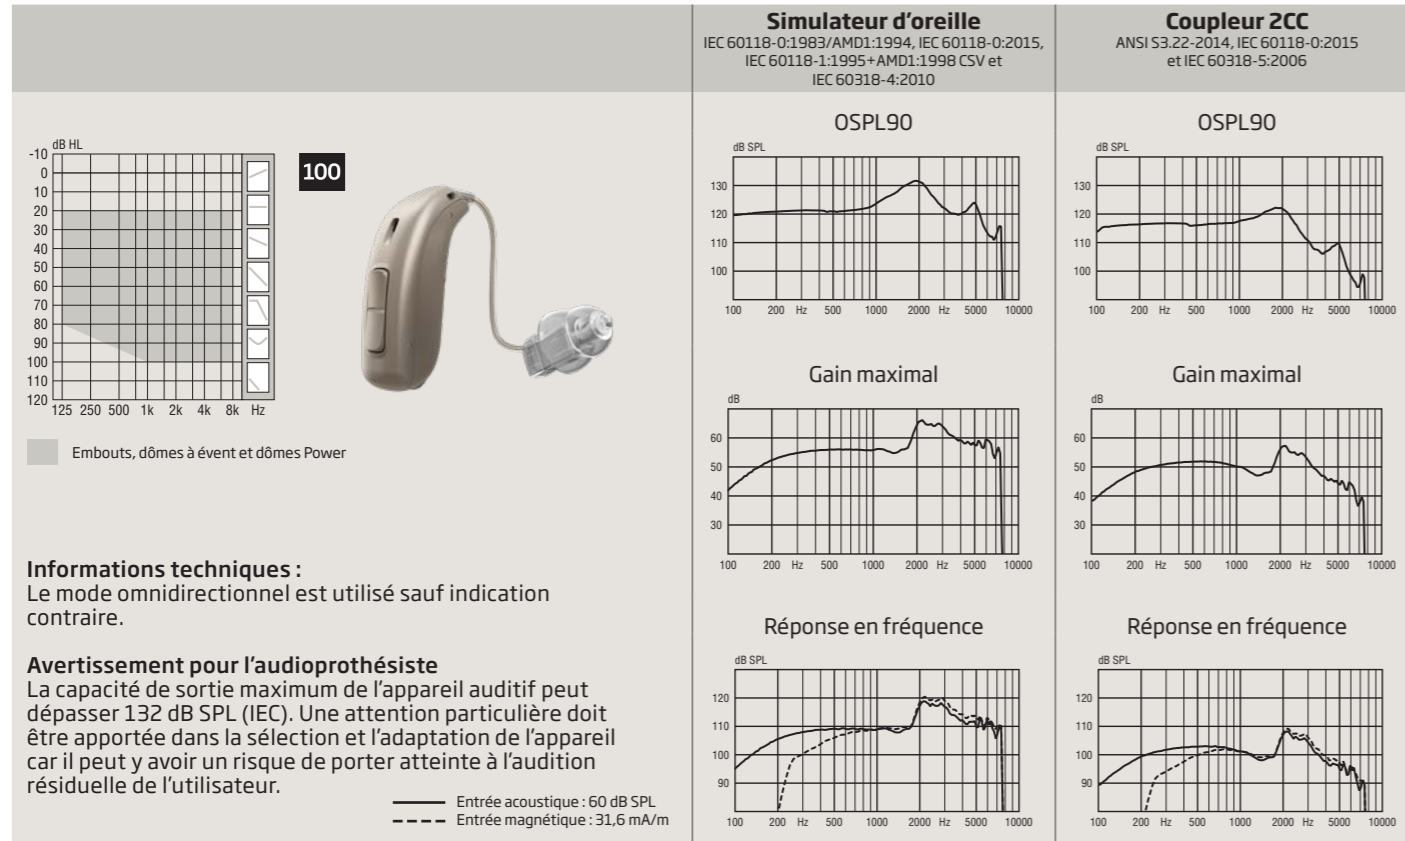 Simulateur d'oreille
IEC 60118-0:1983/AMD1:1994, IEC 60118-0:2015,
IEC 60118-1:1995+AMD1:1998 CSV et
IEC 60318-4:2010
Coupleur 2CC
ANSI S3.22-2014, IEC 60118-0:2015
et IEC 60318-5:2006
dB HL
-10
0
10
20
30
40
50
60
70
80
90
100
110
120
125 250 500 1k 2k 4k 8k Hz
100
Embouts, dômes à évent et dômes Power
Informations techniques :
Le mode omnidirectionnel est utilisé sauf indication
contraire.
Avertissement pour l'audioprothésiste
La capacité de sortie maximum de l'appareil auditif peut
dépasser 132 dB SPL (IEC). Une attention particulière doit
être apportée dans la sélection et l'adaptation de l'appareil
car il peut y avoir un risque de porter atteinte à l'audition
résiduelle de l'utilisateur.
Entrée acoustique : 60 dB SPL
Entrée magnétique : 31,6 mA/m
OSPL90
dB SPL
130
120
110
100
100 200 Hz 500 1000 2000 Hz 5000 10000
Gain maximal
dB
60
50
40
30
100 200 Hz 500 1000 2000 Hz 5000 10000
Réponse en fréquence
dB SPL
120
110
100
90
100 200 Hz 500 1000 2000 Hz 5000 10000
OSPL90
dB SPL
130
120
110
100
100 200 Hz 500 1000 2000 Hz 5000 10000
Gain maximal
dB
60
50
40
30
100 200 Hz 500 1000 2000 Hz 5000 10000
Réponse en fréquence
dB SPL
120
110
100
90
100 200 Hz 500 1000 2000 Hz 5000 10000